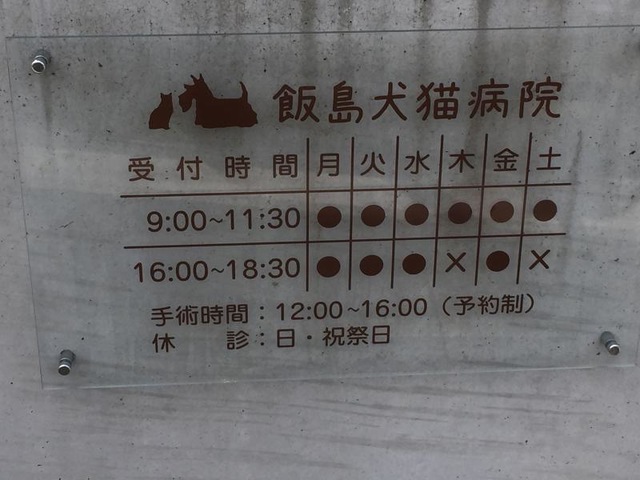 飯島犬猫病院
受付時間 月 火 水 木 金 土
9:00~11:30 ● ● ● ● ● ●
16:00~18:30 ● ● ● × ● ×
手術時間：12:00~16:00（予約制）
休　　診：日・祝祭日